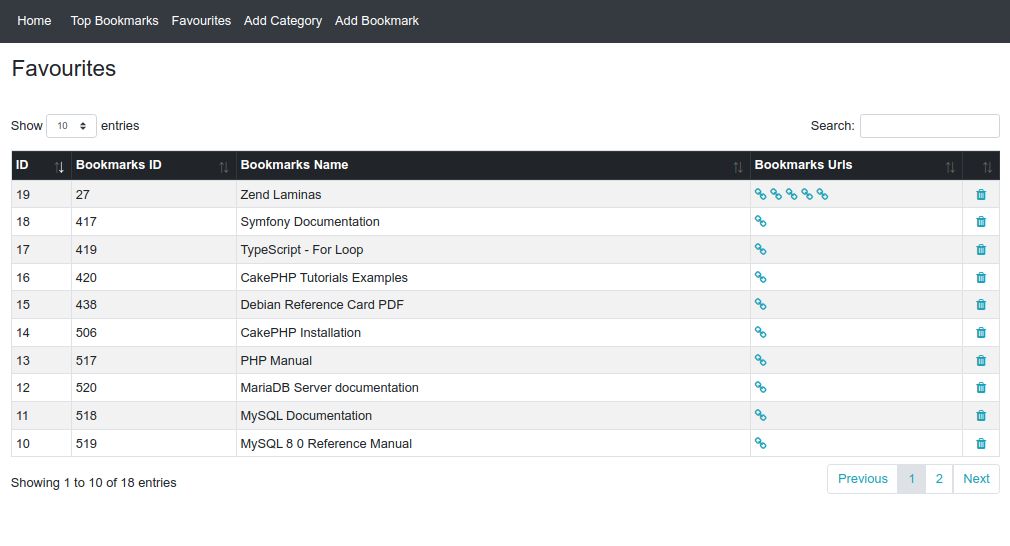 Home Top Bookmarks Favourites Add Category Add Bookmark
Favourites
Show 10 entries Search:
ID Bookmarks ID Bookmarks Name Bookmarks Urls
19 27 Zend Laminas
18 417 Symfony Documentation
17 419 TypeScript - For Loop
16 420 CakePHP Tutorials Examples
15 438 Debian Reference Card PDF
14 506 CakePHP Installation
13 517 PHP Manual
12 520 MariaDB Server documentation
11 518 MySQL Documentation
10 519 MySQL 8 0 Reference Manual
Showing 1 to 10 of 18 entries Previous 1 2 Next